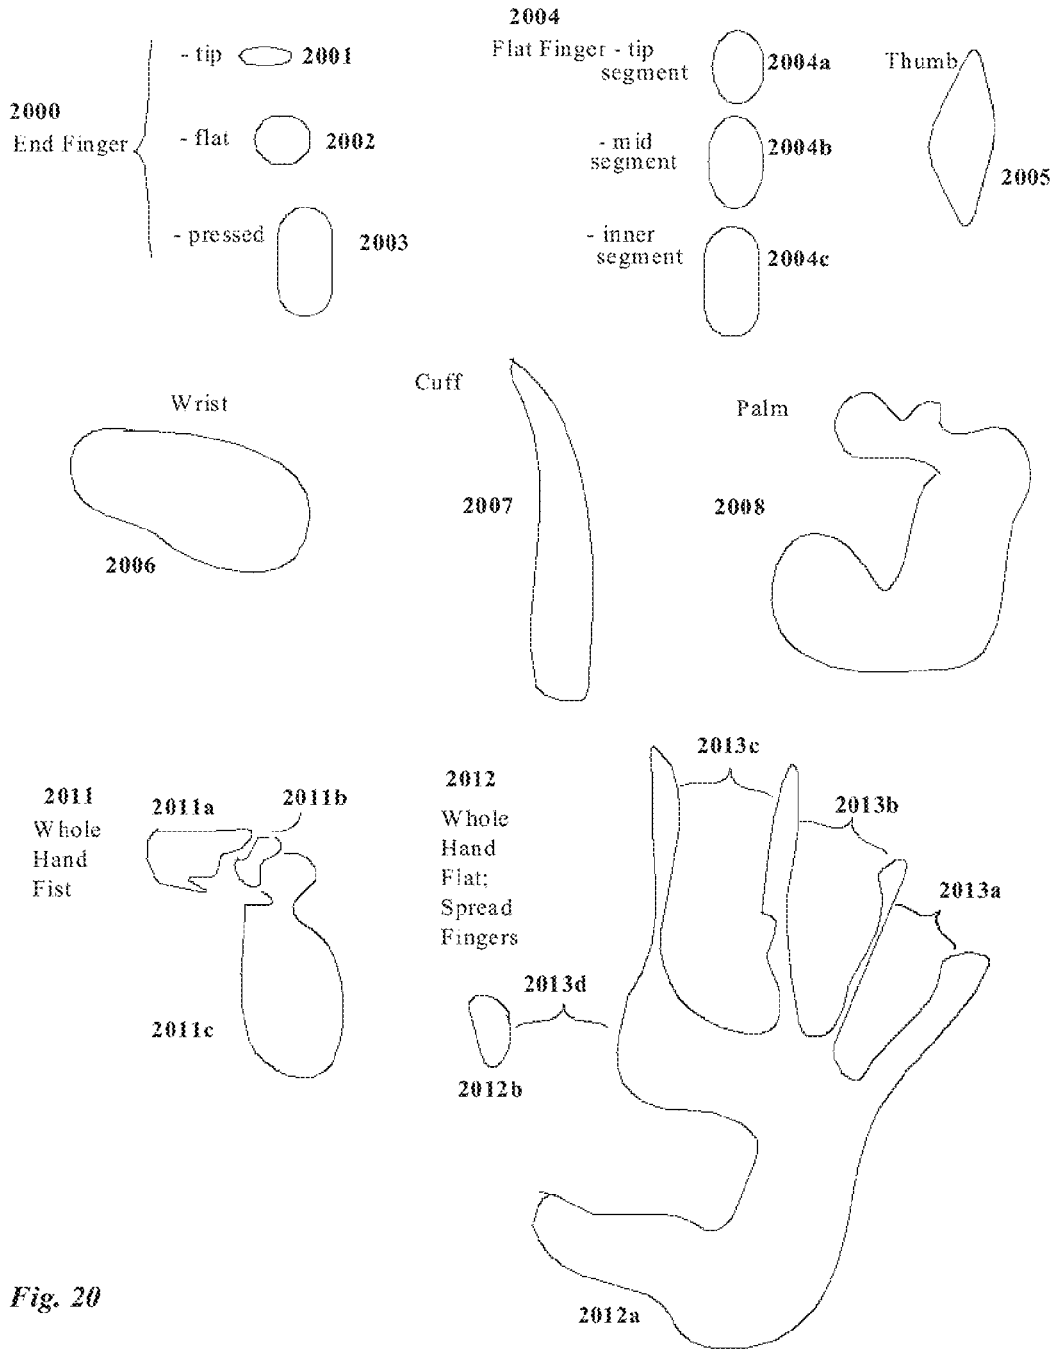 2004
- tip 2001
Flat Finger - tip
segment
2004a
Thumb
2000
End Finger
- flat 2002
- mid
segment
2004b
2005
- pressed 2003
- inner
segment
2004c
Wrist
2006
Cuff
2007
Palm
2008
2011
Whole
Hand
Fist
2011a
2011b
2011c
2012
Whole
Hand
Flat;
Spread
Fingers
2013c
2013b
2013a
2013d
2012b
2012a
Fig. 20